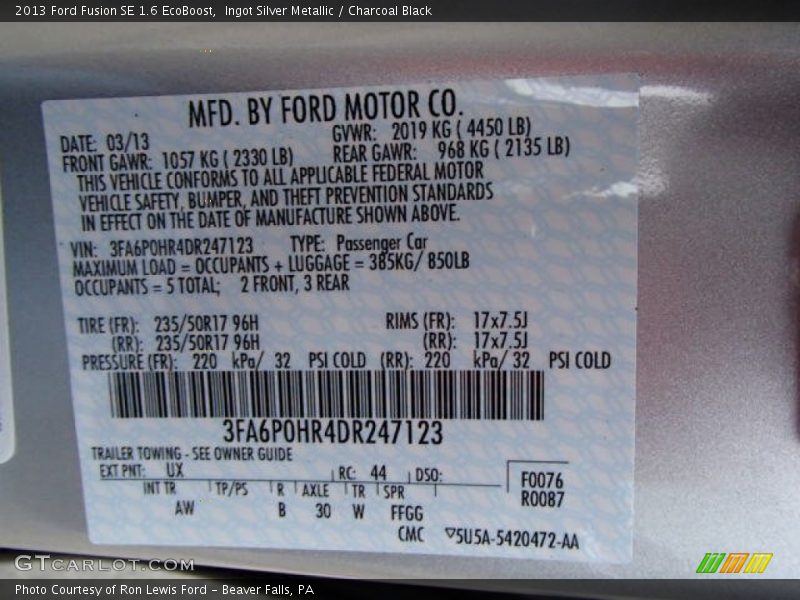 2013 Ford Fusion SE 1.6 EcoBoost,  Ingot Silver Metallic / Charcoal Black
MFD. BY FORD MOTOR CO.
DATE: 03/13 GVWR: 2019 KG ( 4450 LB)
FRONT GAWR: 1057 KG ( 2330 LB) REAR GAWR: 968 KG ( 2135 LB)
THIS VEHICLE CONFORMS TO ALL APPLICABLE FEDERAL MOTOR
VEHICLE SAFETY, BUMPER, AND THEFT PREVENTION STANDARDS
IN EFFECT ON THE DATE OF MANUFACTURE SHOWN ABOVE.
VIN: 3FA6P0HR4DR247123 TYPE: Passenger Car
MAXIMUM LOAD = OCCUPANTS + LUGGAGE = 385KG/ 850LB
OCCUPANTS = 5 TOTAL; 2 FRONT, 3 REAR
TIRE (FR): 235/50R17 96H RIMS (FR): 17x7.5J
(RR): 235/50R17 96H (RR): 17x7.5J
PRESSURE (FR): 220 kPa/ 32 PSI COLD (RR): 220 kPa/ 32 PSI COLD
3FA6P0HR4DR247123
TRAILER TOWING - SEE OWNER GUIDE
EXT PNT: UX RC: 44 DSO: F0076
INT TR TP/PS R AXLE TR SPR R0087
AW B 30 W FFGG
CMC ▽5U5A-5420472-AA
GTCARLOT.COM
Photo Courtesy of Ron Lewis Ford – Beaver Falls, PA